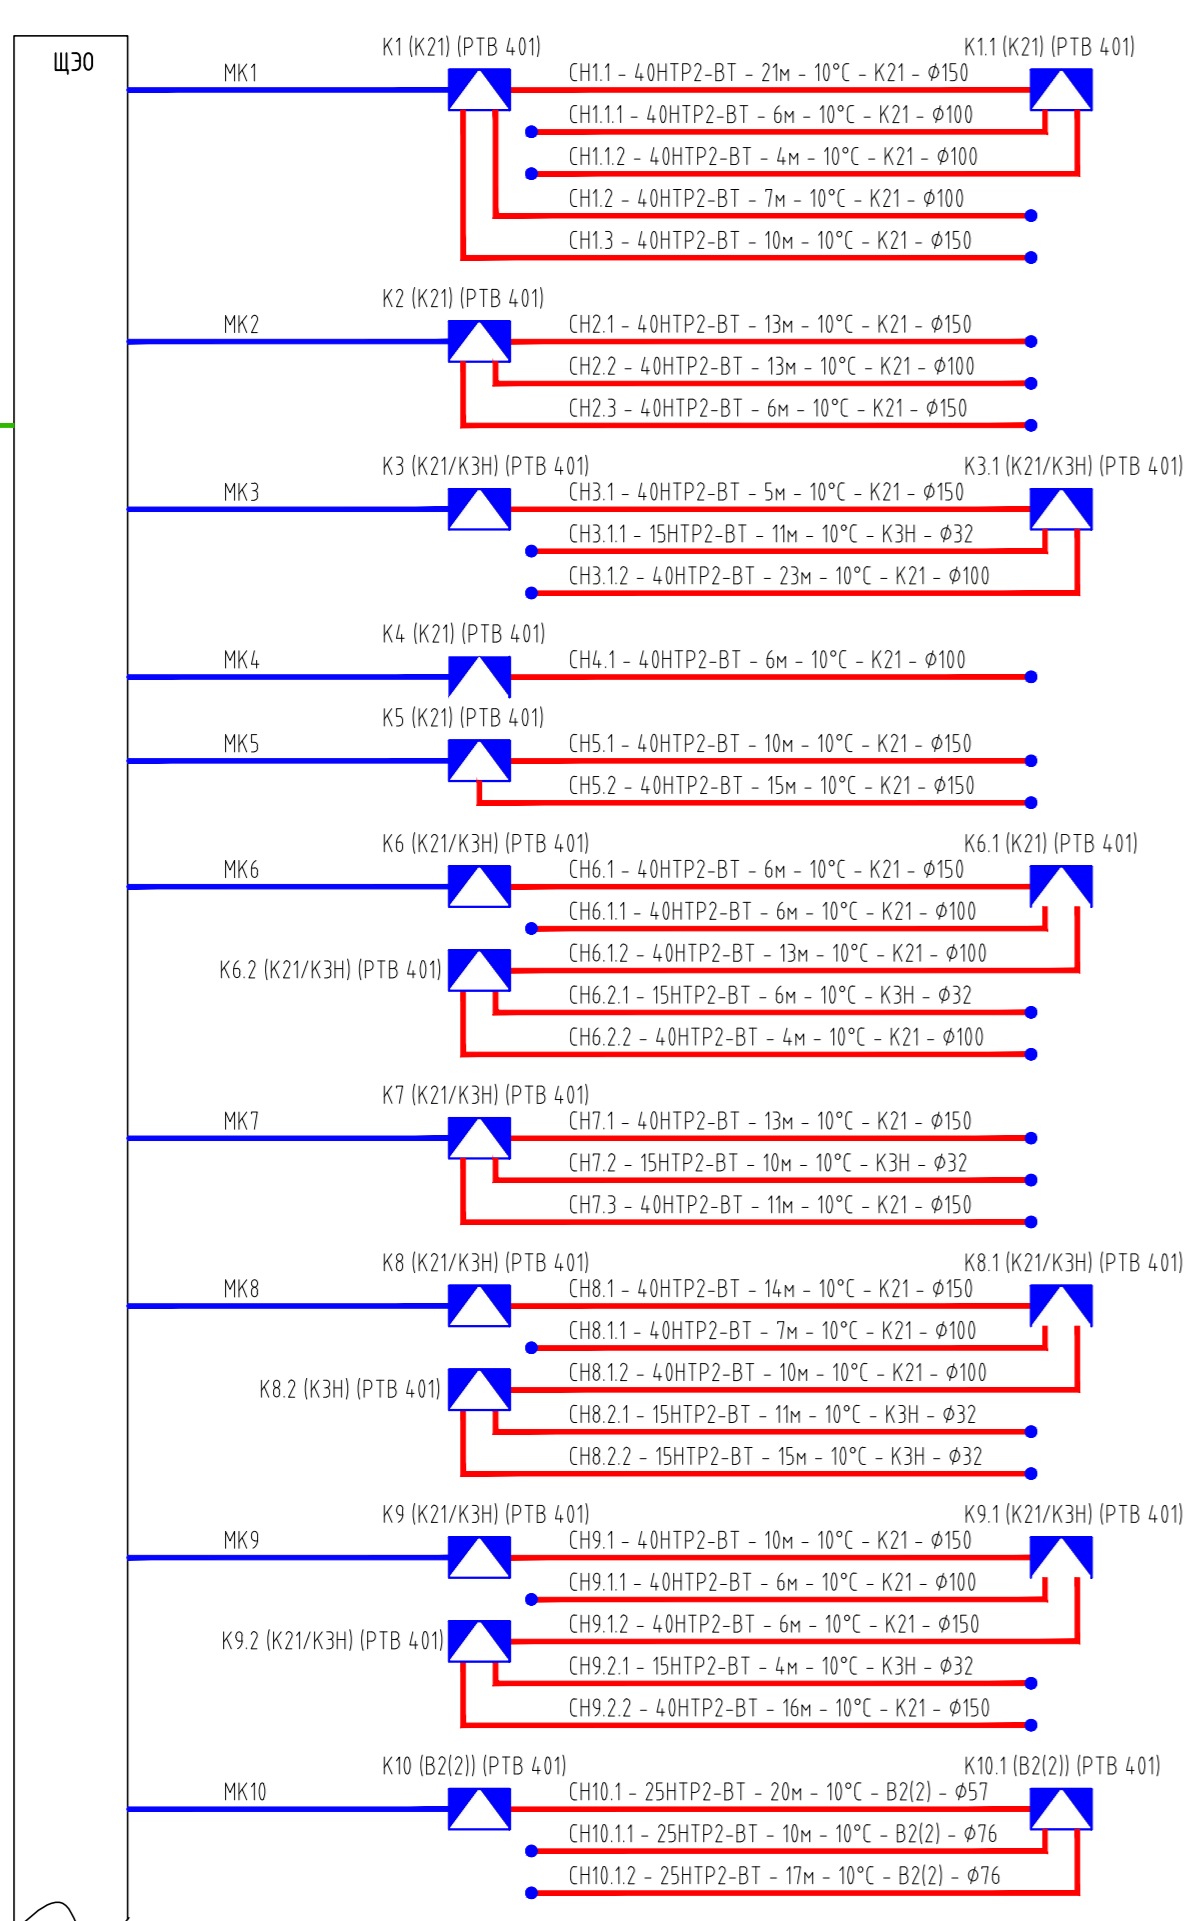 ЩЭО
К1 (К21) (РТВ 401)
К1.1 (К21) (РТВ 401)
МК1
СН1.1 - 40НТР2-ВТ - 21м - 10°С - К21 - Ф150
СН1.1.1 - 40НТР2-ВТ - 6м - 10°С - К21 - Ф100
СН1.1.2 - 40НТР2-ВТ - 4м - 10°С - К21 - Ф100
СН1.2 - 40НТР2-ВТ - 7м - 10°С - К21 - Ф100
СН1.3 - 40НТР2-ВТ - 10м - 10°С - К21 - Ф150
К2 (К21) (РТВ 401)
МК2
СН2.1 - 40НТР2-ВТ - 13м - 10°С - К21 - Ф150
СН2.2 - 40НТР2-ВТ - 13м - 10°С - К21 - Ф100
СН2.3 - 40НТР2-ВТ - 6м - 10°С - К21 - Ф150
К3 (К21/К3Н) (РТВ 401)
К3.1 (К21/К3Н) (РТВ 401)
МК3
СН3.1 - 40НТР2-ВТ - 5м - 10°С - К21 - Ф150
СН3.1.1 - 15НТР2-ВТ - 11м - 10°С - К3Н - Ф32
СН3.1.2 - 40НТР2-ВТ - 23м - 10°С - К21 - Ф100
К4 (К21) (РТВ 401)
МК4
СН4.1 - 40НТР2-ВТ - 6м - 10°С - К21 - Ф100
К5 (К21) (РТВ 401)
МК5
СН5.1 - 40НТР2-ВТ - 10м - 10°С - К21 - Ф150
СН5.2 - 40НТР2-ВТ - 15м - 10°С - К21 - Ф150
К6 (К21/К3Н) (РТВ 401)
К6.1 (К21) (РТВ 401)
МК6
СН6.1 - 40НТР2-ВТ - 6м - 10°С - К21 - Ф150
СН6.1.1 - 40НТР2-ВТ - 6м - 10°С - К21 - Ф100
СН6.1.2 - 40НТР2-ВТ - 13м - 10°С - К21 - Ф100
К6.2 (К21/К3Н) (РТВ 401)
СН6.2.1 - 15НТР2-ВТ - 6м - 10°С - К3Н - Ф32
СН6.2.2 - 40НТР2-ВТ - 4м - 10°С - К21 - Ф100
К7 (К21/К3Н) (РТВ 401)
МК7
СН7.1 - 40НТР2-ВТ - 13м - 10°С - К21 - Ф150
СН7.2 - 15НТР2-ВТ - 10м - 10°С - К3Н - Ф32
СН7.3 - 40НТР2-ВТ - 11м - 10°С - К21 - Ф150
К8 (К21/К3Н) (РТВ 401)
К8.1 (К21/К3Н) (РТВ 401)
МК8
СН8.1 - 40НТР2-ВТ - 14м - 10°С - К21 - Ф150
СН8.1.1 - 40НТР2-ВТ - 7м - 10°С - К21 - Ф100
СН8.1.2 - 40НТР2-ВТ - 10м - 10°С - К21 - Ф100
К8.2 (К3Н) (РТВ 401)
СН8.2.1 - 15НТР2-ВТ - 11м - 10°С - К3Н - Ф32
СН8.2.2 - 15НТР2-ВТ - 15м - 10°С - К3Н - Ф32
К9 (К21/К3Н) (РТВ 401)
К9.1 (К21/К3Н) (РТВ 401)
МК9
СН9.1 - 40НТР2-ВТ - 10м - 10°С - К21 - Ф150
СН9.1.1 - 40НТР2-ВТ - 6м - 10°С - К21 - Ф100
СН9.1.2 - 40НТР2-ВТ - 6м - 10°С - К21 - Ф150
К9.2 (К21/К3Н) (РТВ 401)
СН9.2.1 - 15НТР2-ВТ - 4м - 10°С - К3Н - Ф32
СН9.2.2 - 40НТР2-ВТ - 16м - 10°С - К21 - Ф150
К10 (В2(2)) (РТВ 401)
К10.1 (В2(2)) (РТВ 401)
МК10
СН10.1 - 25НТР2-ВТ - 20м - 10°С - В2(2) - Ф57
СН10.1.1 - 25НТР2-ВТ - 10м - 10°С - В2(2) - Ф76
СН10.1.2 - 25НТР2-ВТ - 17м - 10°С - В2(2) - Ф76